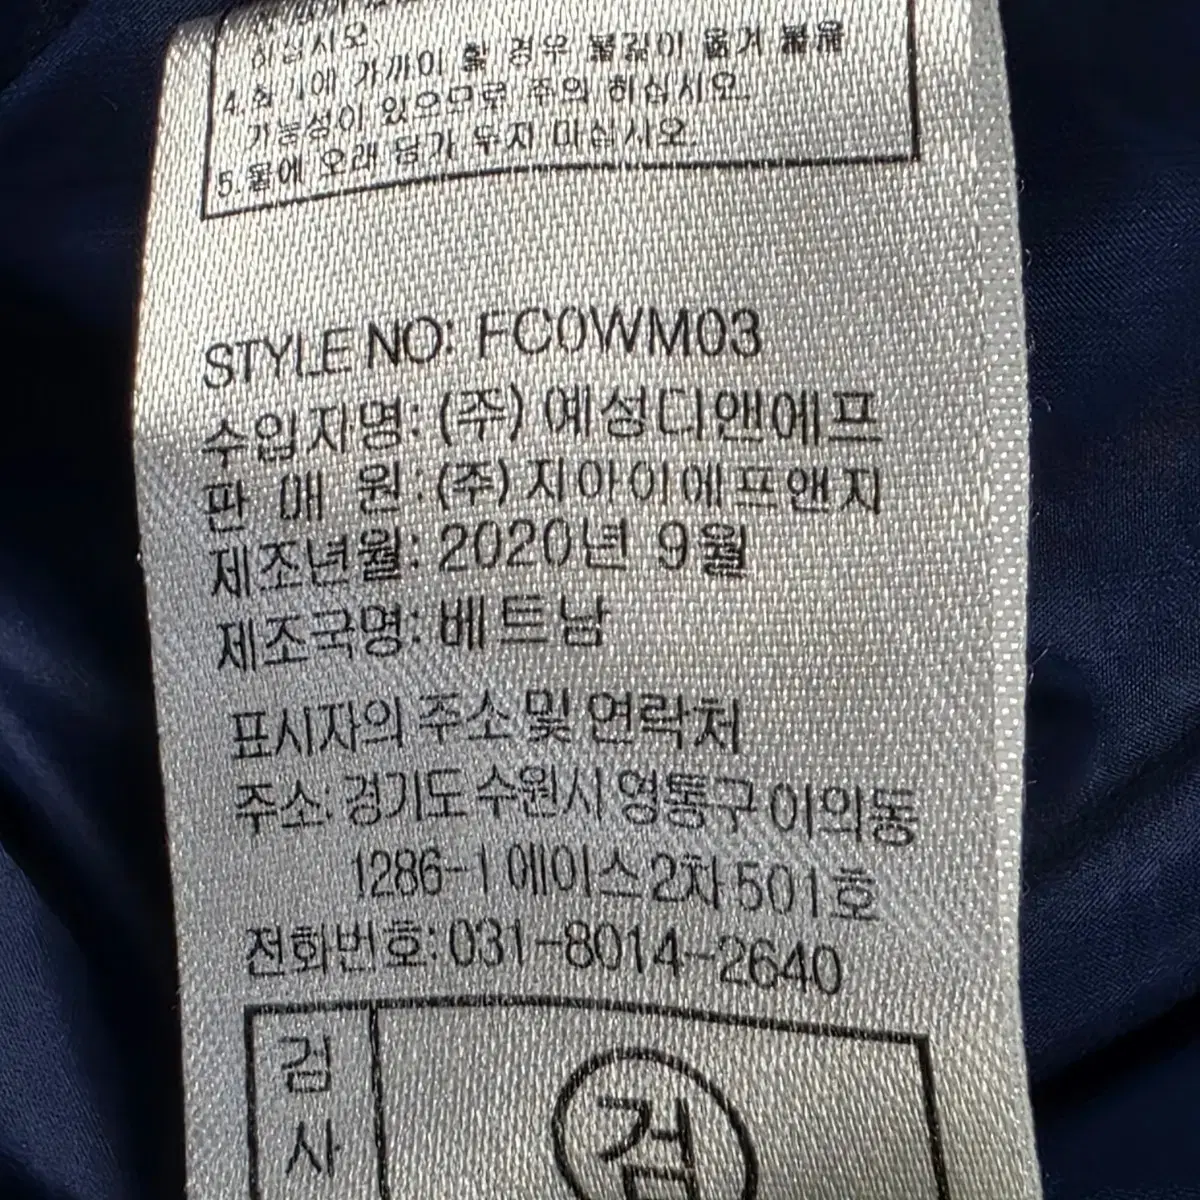 하십시오
4.화기에 가까이 할 경우 불길이 옮겨 붙을
가능성이 있으므로 주의 하십시오.
5.물에 오래 담가 두지 마십시오.
STYLE NO: FC0WM03
수입자명: (주) 예성디앤에프
판 매 원: (주) 지아이에프앤지
제조년월: 2020년 9월
제조국명: 베트남
표시자의 주소 및 연락처
주소: 경기도 수원시 영통구 이의동
1286-1 에이스 2차 501호
전화번호: 031-8014-2640
검
사
검